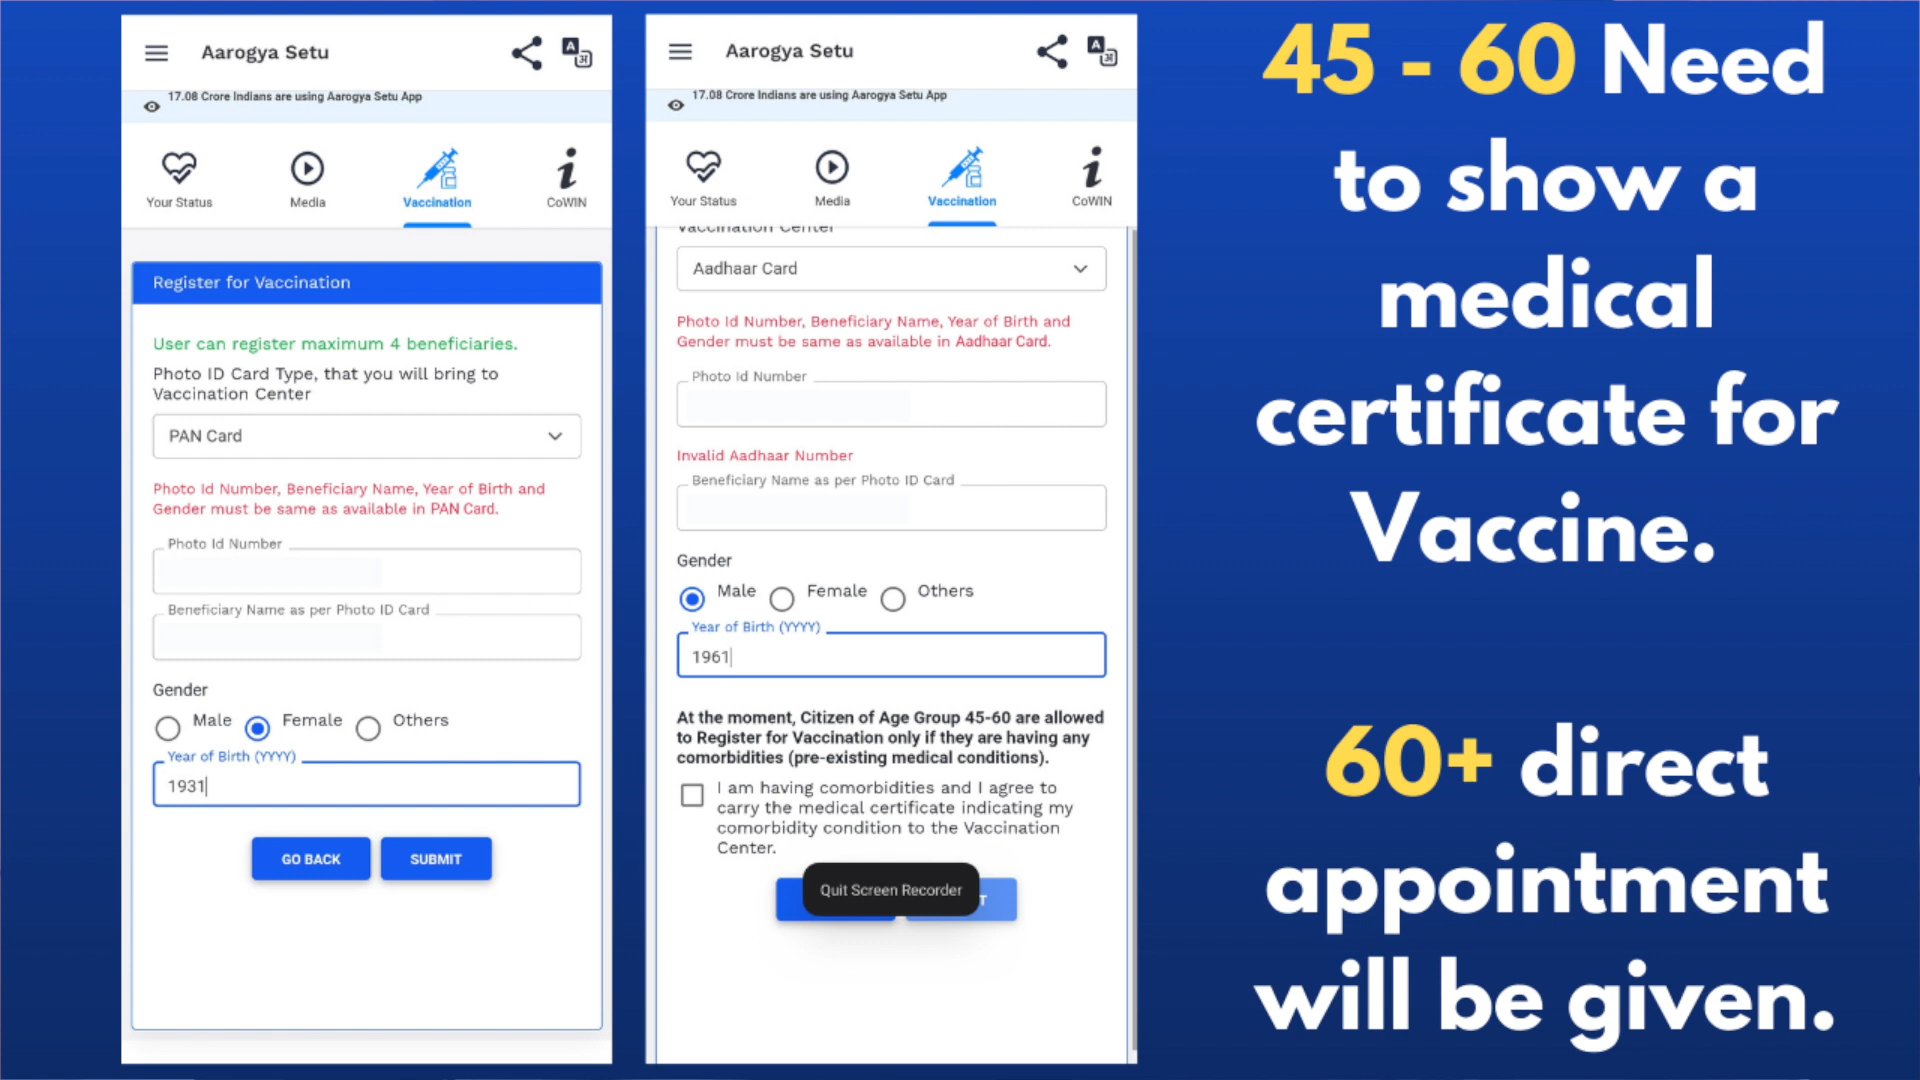 Aarogya Setu
17.08 Crore Indians are using Aarogya Setu App
Your Status
Media
Vaccination
CoWIN
Register for Vaccination
User can register maximum 4 beneficiaries.
Photo ID Card Type, that you will bring to
Vaccination Center
PAN Card
Photo Id Number, Beneficiary Name, Year of Birth and
Gender must be same as available in PAN Card.
Photo Id Number
Beneficiary Name as per Photo ID Card
Gender
Male Female Others
Year of Birth (YYYY)
1931
GO BACK SUBMIT
Aarogya Setu
17.08 Crore Indians are using Aarogya Setu App
Your Status
Media
Vaccination
CoWIN
Vaccination Center
Aadhaar Card
Photo Id Number, Beneficiary Name, Year of Birth and
Gender must be same as available in Aadhaar Card.
Photo Id Number
Invalid Aadhaar Number
Beneficiary Name as per Photo ID Card
Gender
Male Female Others
Year of Birth (YYYY)
1961
At the moment, Citizen of Age Group 45-60 are allowed
to Register for Vaccination only if they are having any
comorbidities (pre-existing medical conditions).
I am having comorbidities and I agree to
carry the medical certificate indicating my
comorbidity condition to the Vaccination
Center.
Quit Screen Recorder
T
45 - 60 Need
to show a
medical
certificate for
Vaccine.
60+ direct
appointment
will be given.